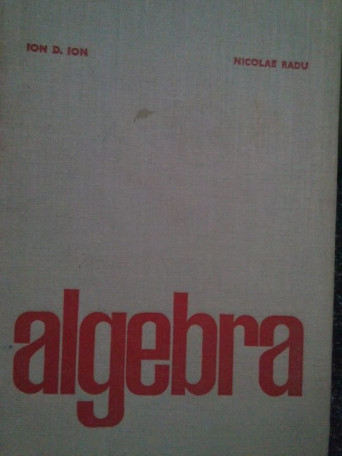 ION D. ION
NICOLAE RADU
algebra